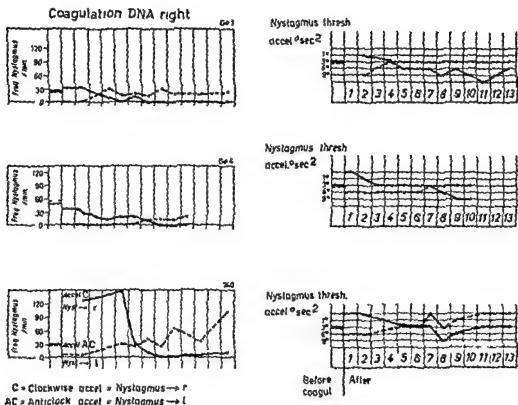 Coagulation DNA right
Freq Nystagmus
/min.
120
90
60
30
0
Freq Nystagmus
/min.
120
90
60
30
0
Freq Nystagmus
/min
120
90
60
30
0
Accel C
Nyst → r
Accel AC
C = Clockwise accel = Nystagmus → r
AC = Anticlock accel = Nystagmus → l
Nystagmus thresh
accel °sec²
1 2 3 4 5 6 7 8 9 10 11 12 13
Nystagmus thresh
accel.°sec²
1 2 3 4 5 6 7 8 9 10 11 12 13
Nystagmus thresh.
accel °sec²
1 2 3 4 5 6 7 8 9 10 11 12 13
Before
coagul
After